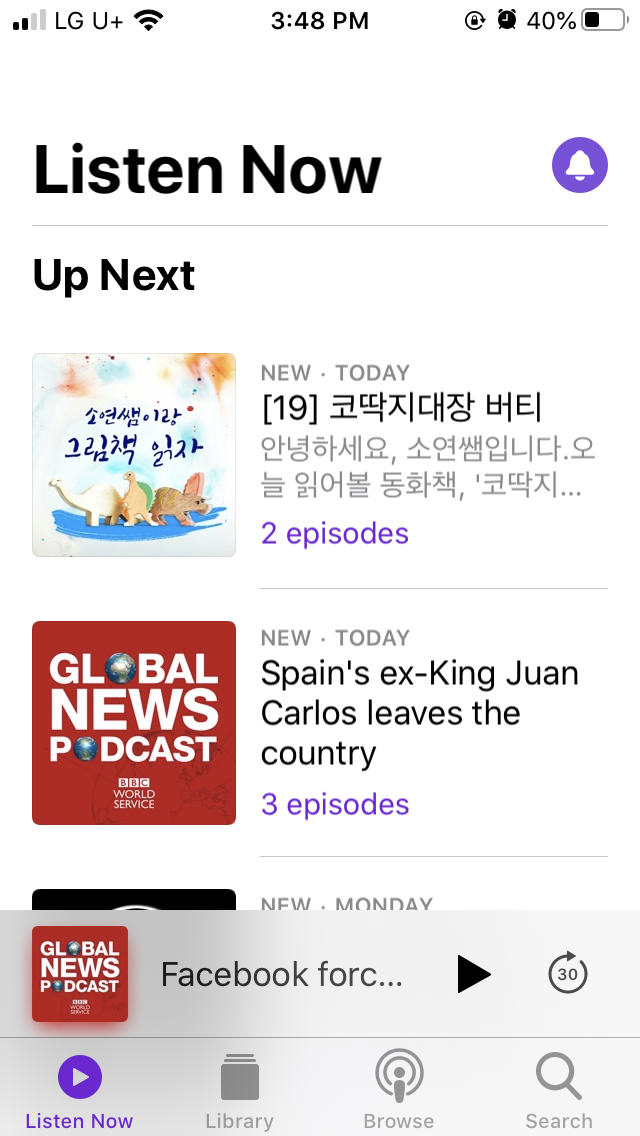 LG U+
3:48 PM
40%
Listen Now
Up Next
소연쌤이랑
그림책 읽자
NEW · TODAY
[19] 코딱지대장 버티
안녕하세요, 소연쌤입니다.오
늘 읽어볼 동화책, '코딱지...
2 episodes
GLOBAL
NEWS
PODCAST
BBC
WORLD
SERVICE
NEW · TODAY
Spain's ex-King Juan
Carlos leaves the
country
3 episodes
NEW · MONDAY
GLOBAL
NEWS
PODCAST
BBC
WORLD
SERVICE
Facebook forc...
30
Listen Now
Library
Browse
Search